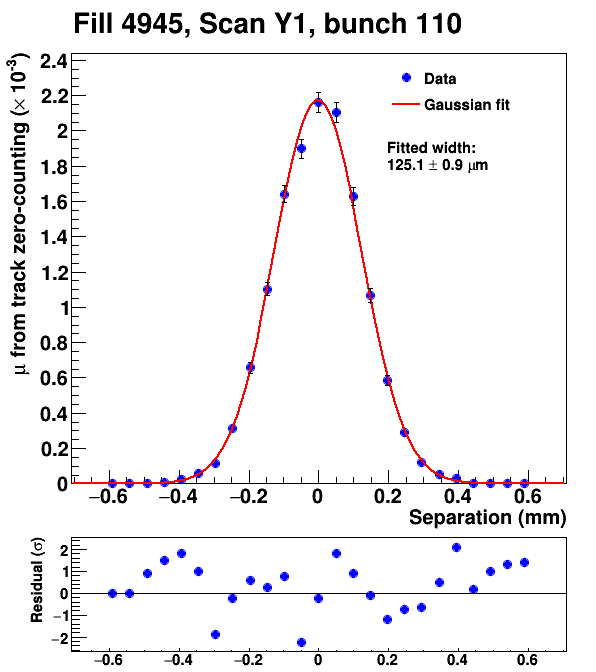 Fill 4945, Scan Y1, bunch 110
μ from track zero-counting (× 10⁻³)
2.4
2.2
2
1.8
1.6
1.4
1.2
1
0.8
0.6
0.4
0.2
0
Data
Gaussian fit
Fitted width:
125.1 ± 0.9 μm
−0.6 −0.4 −0.2 0 0.2 0.4 0.6
Separation (mm)
Residual (σ)
2
1
0
−1
−2
−0.6 −0.4 −0.2 0 0.2 0.4 0.6